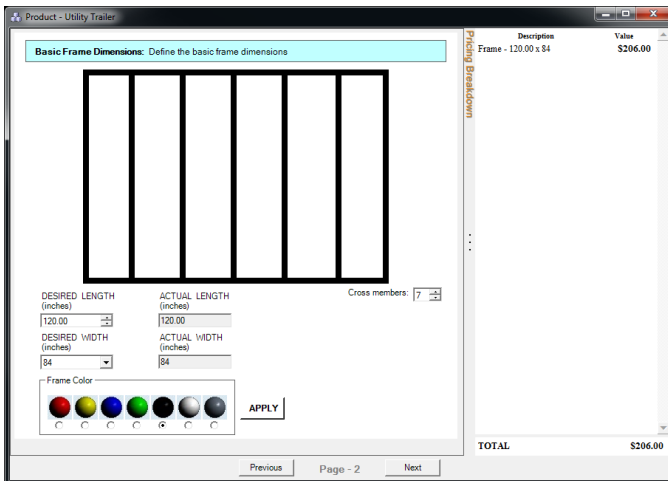 Product - Utility Trailer
Basic Frame Dimensions: Define the basic frame dimensions
DESIRED LENGTH
(inches)
120.00
ACTUAL LENGTH
(inches)
120.00
Cross members: 7
DESIRED WIDTH
(inches)
84
ACTUAL WIDTH
(inches)
84
Frame Color
APPLY
Previous
Page - 2
Next
Pricing Breakdown
Description Value
Frame - 120.00 x 84 $206.00
TOTAL $206.00